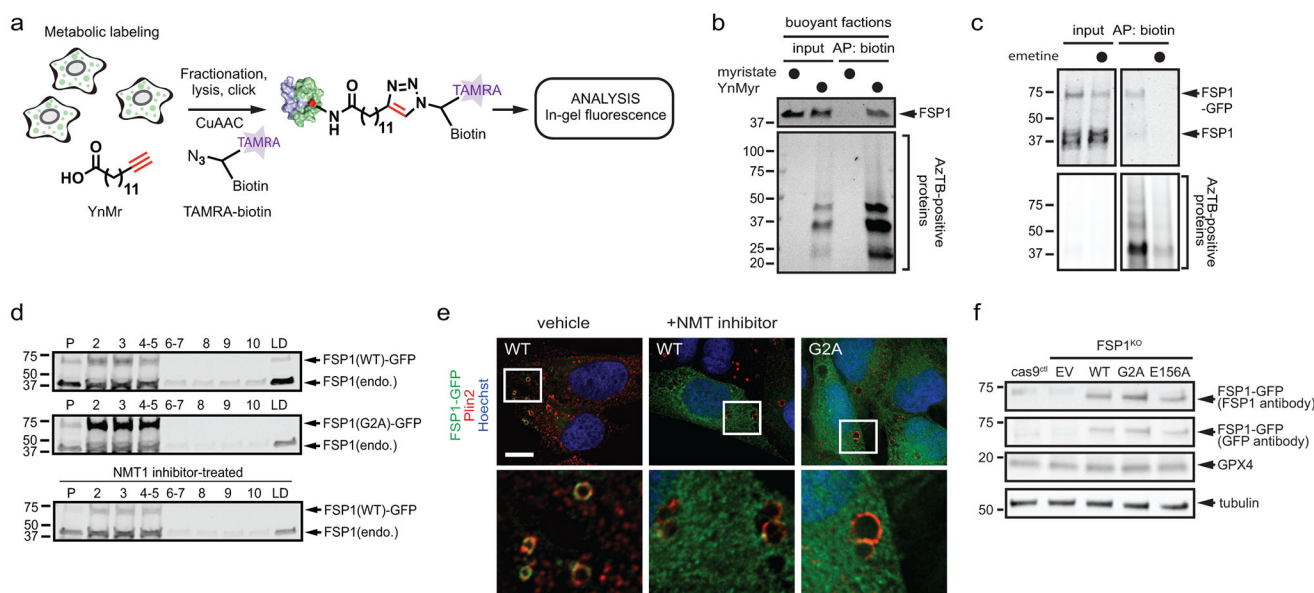 a
Metabolic labeling
Fractionation,
lysis, click
CuAAC
N3
TAMRA
Biotin
TAMRA-biotin
O
HO
11
YnMr
O
N
H
11
N=N
N
TAMRA
Biotin
ANALYSIS
In-gel fluorescence
b
buoyant factions
input AP: biotin
myristate
YnMyr
37
FSP1
100
75
50
37
25
20
AzTB-positive
proteins
c
input AP: biotin
emetine
75
50
37
FSP1
-GFP
FSP1
75
50
37
AzTB-positive
proteins
d
P 2 3 4-5 6-7 8 9 10 LD
75
50
37
FSP1(WT)-GFP
FSP1(endo.)
P 2 3 4-5 6-7 8 9 10 LD
75
50
37
FSP1(G2A)-GFP
FSP1(endo.)
NMT1 inhibitor-treated
P 2 3 4-5 6-7 8 9 10 LD
75
50
37
FSP1(WT)-GFP
FSP1(endo.)
e
vehicle +NMT inhibitor
WT WT G2A
FSP1-GFP
Plin2
Hoechst
f
FSP1KO
cas9ctl EV WT G2A E156A
75
FSP1-GFP
(FSP1 antibody)
75
FSP1-GFP
(GFP antibody)
20
GPX4
50
tubulin